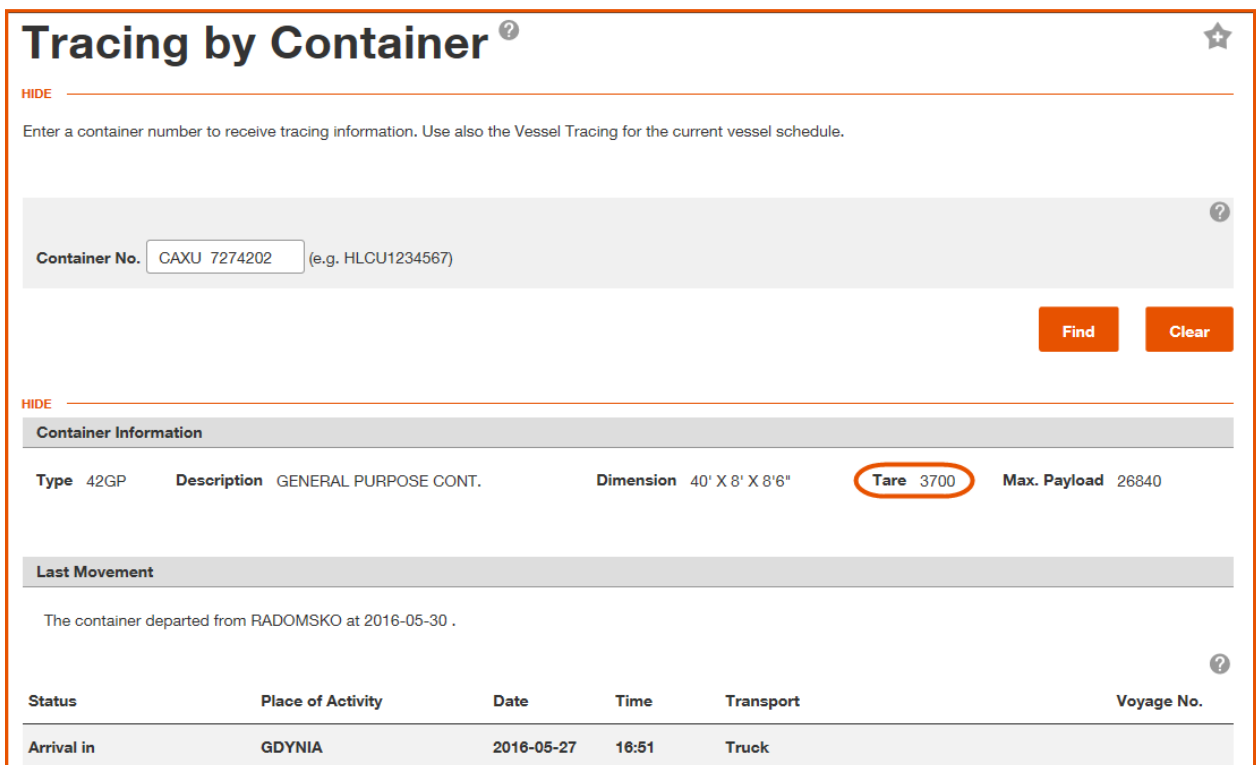 Tracing by Container ?
HIDE
Enter a container number to receive tracing information. Use also the Vessel Tracing for the current vessel schedule.
?
Container No. CAXU 7274202 (e.g. HLCU1234567)
Find Clear
HIDE
Container Information
Type 42GP Description GENERAL PURPOSE CONT. Dimension 40' X 8' X 8'6" Tare 3700 Max. Payload 26840
Last Movement
The container departed from RADOMSKO at 2016-05-30 .
?
Status Place of Activity Date Time Transport Voyage No.
Arrival in GDYNIA 2016-05-27 16:51 Truck